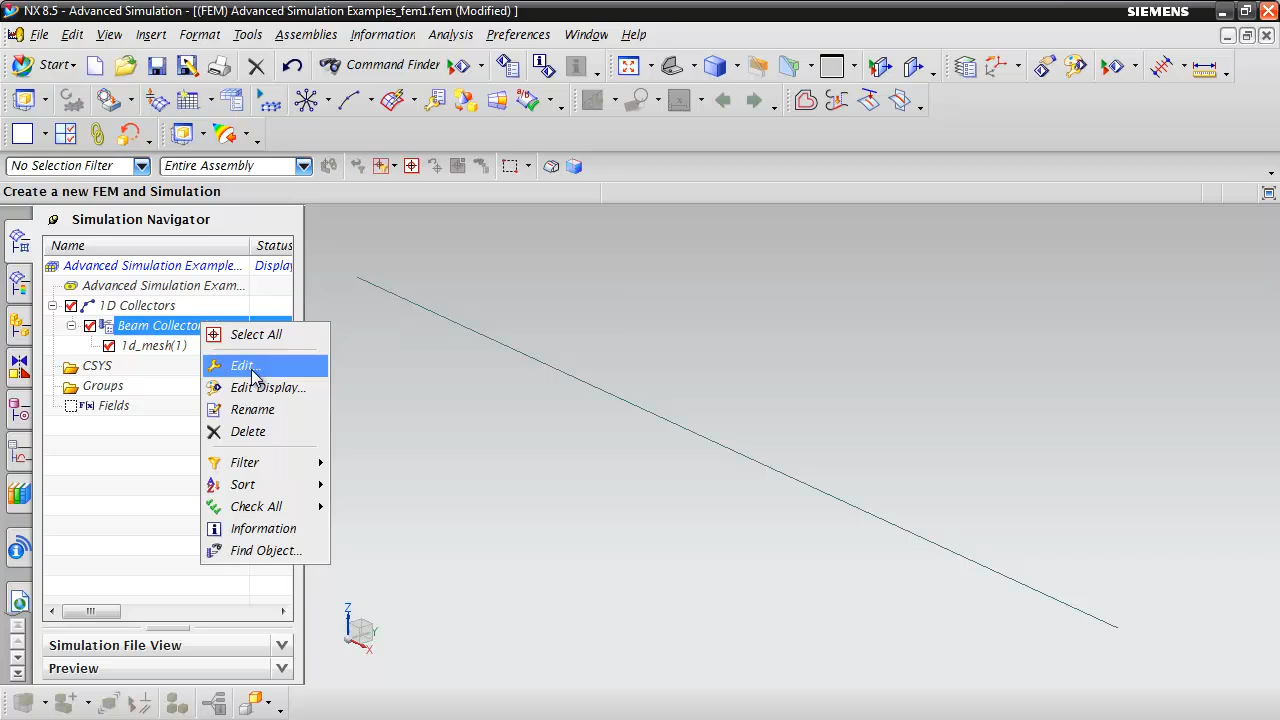 NX 8.5 - Advanced Simulation - [(FEM) Advanced Simulation Examples_fem1.fem (Modified) ]
SIEMENS
File Edit View Insert Format Tools Assemblies Information Analysis Preferences Window Help
Start Command Finder
No Selection Filter Entire Assembly
Create a new FEM and Simulation
Simulation Navigator
Name Status
Advanced Simulation Example... Display
Advanced Simulation Exam...
1D Collectors
Beam Collector
1d_mesh(1)
CSYS
Groups
F(x) Fields
Select All
Edit...
Edit Display...
Rename
Delete
Filter
Sort
Check All
Information
Find Object...
Simulation File View
Preview
Z
Y
X